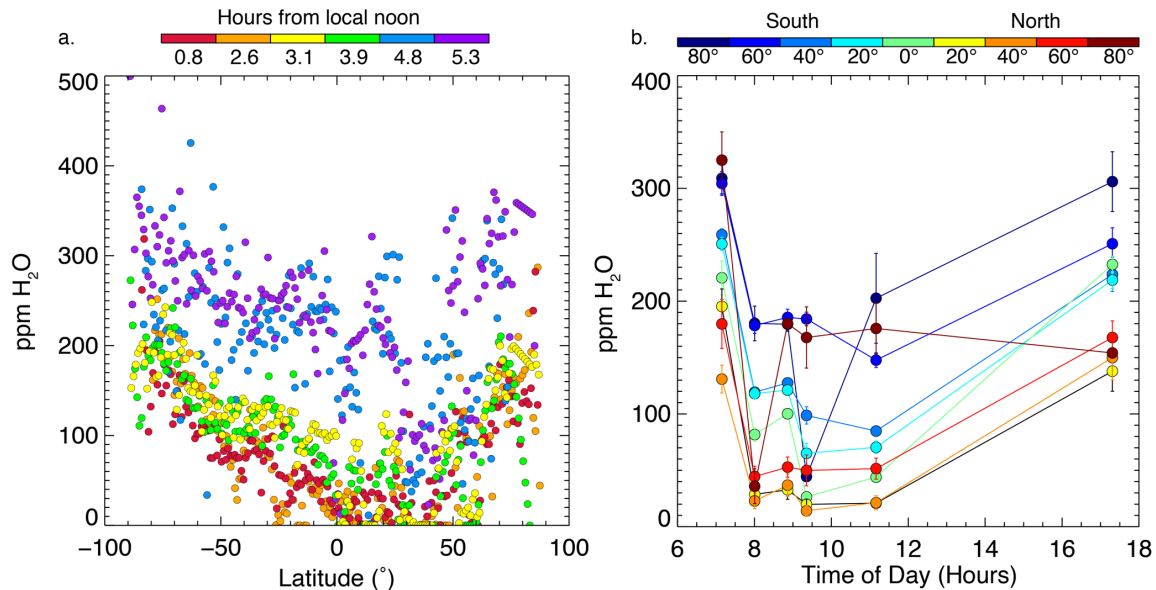 a.
Hours from local noon
0.8 2.6 3.1 3.9 4.8 5.3
500
400
300
200
100
0
ppm H₂O
−100 −50 0 50 100
Latitude (°)
b.
South North
80° 60° 40° 20° 0° 20° 40° 60° 80°
400
300
200
100
0
ppm H₂O
6 8 10 12 14 16 18
Time of Day (Hours)